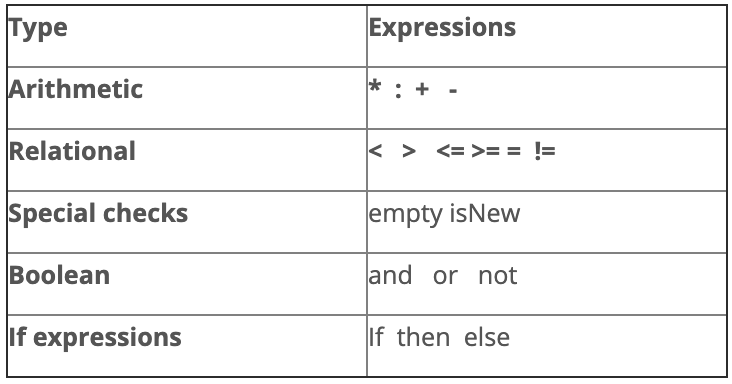 Type Expressions
Arithmetic * : + -
Relational < > <= >= = !=
Special checks empty isNew
Boolean and or not
If expressions If then else